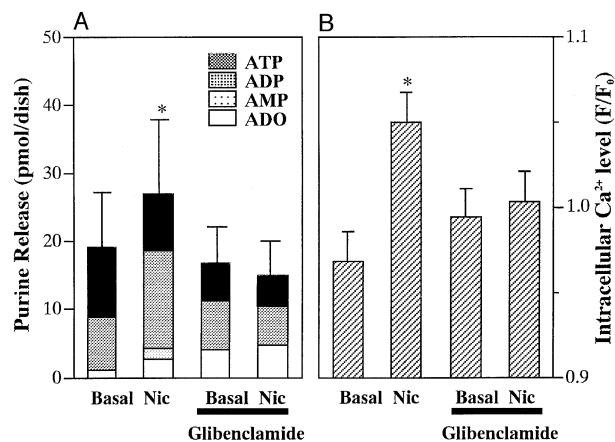 A
B
Purine Release (pmol/dish)
50
40
30
20
10
0
ATP
ADP
AMP
ADO
*
Basal Nic Basal Nic
Glibenclamide
*
1.1
1.0
0.9
Intracellular Ca²⁺ level (F/F₀)
Basal Nic Basal Nic
Glibenclamide